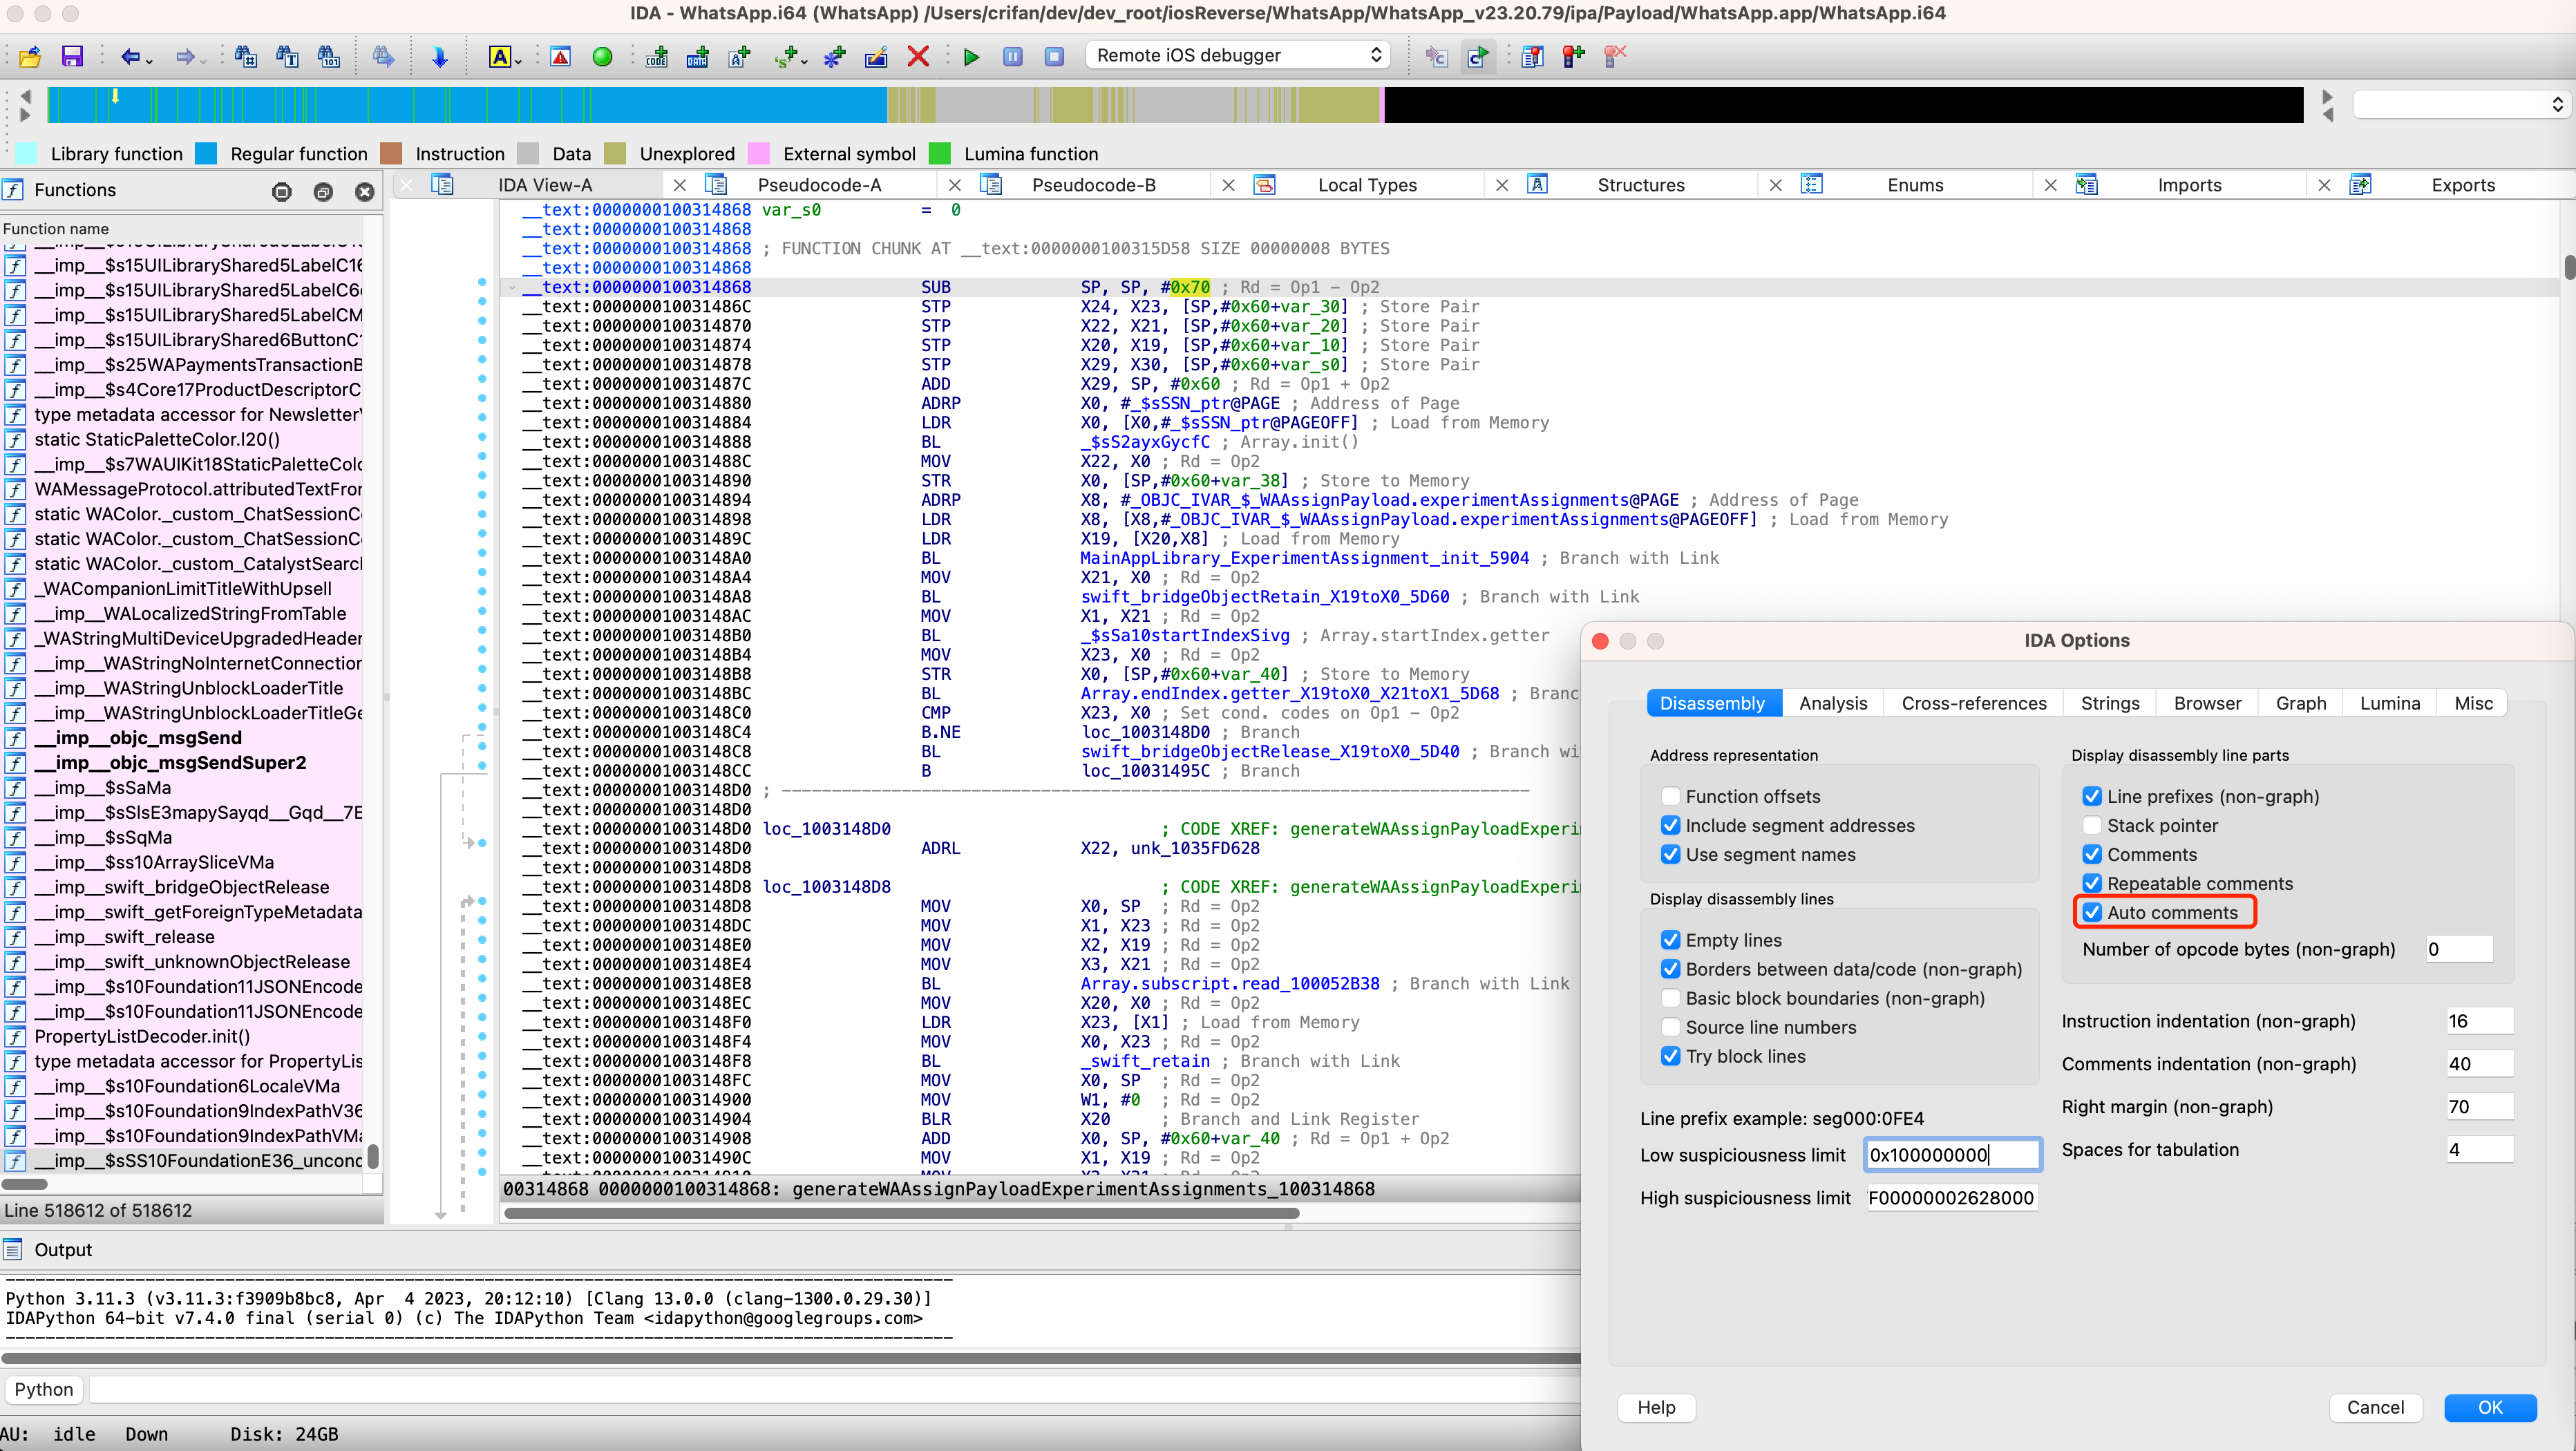 IDA - WhatsApp.i64 (WhatsApp) /Users/crifan/dev/dev_root/iosReverse/WhatsApp/WhatsApp_v23.20.79/ipa/Payload/WhatsApp.app/WhatsApp.i64
Remote iOS debugger
Library function Regular function Instruction Data Unexplored External symbol Lumina function
Functions
IDA View-A Pseudocode-A Pseudocode-B Local Types Structures Enums Imports Exports
Function name
__imp__$s15UILibraryShared5LabelC16
__imp__$s15UILibraryShared5LabelC6
__imp__$s15UILibraryShared5LabelCM
__imp__$s15UILibraryShared6ButtonC
__imp__$s25WAPaymentsTransactionB
__imp__$s4Core17ProductDescriptorC
type metadata accessor for Newsletter
static StaticPaletteColor.l20()
__imp__$s7WAUIKit18StaticPaletteColo
WAMessageProtocol.attributedTextFror
static WAColor._custom_ChatSessionC
static WAColor._custom_ChatSessionC
static WAColor._custom_CatalystSearcl
_WACompanionLimitTitleWithUpsell
__imp__WALocalizedStringFromTable
_WAStringMultiDeviceUpgradedHeader
__imp__WAStringNoInternetConnection
__imp__WAStringUnblockLoaderTitle
__imp__WAStringUnblockLoaderTitleGe
__imp__objc_msgSend
__imp__objc_msgSendSuper2
__imp__$sSaMa
__imp__$sSlsE3mapySayqd__Gqd__7E
__imp__$sSqMa
__imp__$ss10ArraySliceVMa
__imp__swift_bridgeObjectRelease
__imp__swift_getForeignTypeMetadata
__imp__swift_release
__imp__swift_unknownObjectRelease
__imp__$s10Foundation11JSONEncode
__imp__$s10Foundation11JSONEncode
PropertyListDecoder.init()
type metadata accessor for PropertyLis
__imp__$s10Foundation6LocaleVMa
__imp__$s10Foundation9IndexPathV36
__imp__$s10Foundation9IndexPathVMa
__imp__$sSS10FoundationE36_uncond
Line 518612 of 518612
__text:0000000100314868 var_s0 = 0
__text:0000000100314868
__text:0000000100314868 ; FUNCTION CHUNK AT __text:0000000100315D58 SIZE 00000008 BYTES
__text:0000000100314868
__text:0000000100314868 SUB SP, SP, #0x70 ; Rd = Op1 - Op2
__text:000000010031486C STP X24, X23, [SP,#0x60+var_30] ; Store Pair
__text:0000000100314870 STP X22, X21, [SP,#0x60+var_20] ; Store Pair
__text:0000000100314874 STP X20, X19, [SP,#0x60+var_10] ; Store Pair
__text:0000000100314878 STP X29, X30, [SP,#0x60+var_s0] ; Store Pair
__text:000000010031487C ADD X29, SP, #0x60 ; Rd = Op1 + Op2
__text:0000000100314880 ADRP X0, #_$sSSN_ptr@PAGE ; Address of Page
__text:0000000100314884 LDR X0, [X0,#_$sSSN_ptr@PAGEOFF] ; Load from Memory
__text:0000000100314888 BL _$sS2ayxGycfC ; Array.init()
__text:000000010031488C MOV X22, X0 ; Rd = Op2
__text:0000000100314890 STR X0, [SP,#0x60+var_38] ; Store to Memory
__text:0000000100314894 ADRP X8, #_OBJC_IVAR_$_WAAssignPayload.experimentAssignments@PAGE ; Address of Page
__text:0000000100314898 LDR X8, [X8,#_OBJC_IVAR_$_WAAssignPayload.experimentAssignments@PAGEOFF] ; Load from Memory
__text:000000010031489C LDR X19, [X20,X8] ; Load from Memory
__text:00000001003148A0 BL MainAppLibrary_ExperimentAssignment_init_5904 ; Branch with Link
__text:00000001003148A4 MOV X21, X0 ; Rd = Op2
__text:00000001003148A8 BL swift_bridgeObjectRetain_X19toX0_5D60 ; Branch with Link
__text:00000001003148AC MOV X1, X21 ; Rd = Op2
__text:00000001003148B0 BL _$sSa10startIndexSivg ; Array.startIndex.getter
__text:00000001003148B4 MOV X23, X0 ; Rd = Op2
__text:00000001003148B8 STR X0, [SP,#0x60+var_40] ; Store to Memory
__text:00000001003148BC BL Array.endIndex.getter_X19toX0_X21toX1_5D68 ; Branc
__text:00000001003148C0 CMP X23, X0 ; Set cond. codes on Op1 - Op2
__text:00000001003148C4 B.NE loc_1003148D0 ; Branch
__text:00000001003148C8 BL swift_bridgeObjectRelease_X19toX0_5D40 ; Branch wi
__text:00000001003148CC B loc_10031495C ; Branch
__text:00000001003148D0 ; ---------------------------------------------------------------------------
__text:00000001003148D0
__text:00000001003148D0 loc_1003148D0 ; CODE XREF: generateWAAssignPayloadExperi
__text:00000001003148D0 ADRL X22, unk_1035FD628
__text:00000001003148D8
__text:00000001003148D8 loc_1003148D8 ; CODE XREF: generateWAAssignPayloadExperi
__text:00000001003148D8 MOV X0, SP ; Rd = Op2
__text:00000001003148DC MOV X1, X23 ; Rd = Op2
__text:00000001003148E0 MOV X2, X19 ; Rd = Op2
__text:00000001003148E4 MOV X3, X21 ; Rd = Op2
__text:00000001003148E8 BL Array.subscript.read_100052B38 ; Branch with Link
__text:00000001003148EC MOV X20, X0 ; Rd = Op2
__text:00000001003148F0 LDR X23, [X1] ; Load from Memory
__text:00000001003148F4 MOV X0, X23 ; Rd = Op2
__text:00000001003148F8 BL _swift_retain ; Branch with Link
__text:00000001003148FC MOV X0, SP ; Rd = Op2
__text:0000000100314900 MOV W1, #0 ; Rd = Op2
__text:0000000100314904 BLR X20 ; Branch and Link Register
__text:0000000100314908 ADD X0, SP, #0x60+var_40 ; Rd = Op1 + Op2
__text:000000010031490C MOV X1, X19 ; Rd = Op2
00314868 0000000100314868: generateWAAssignPayloadExperimentAssignments_100314868
IDA Options
Disassembly Analysis Cross-references Strings Browser Graph Lumina Misc
Address representation
Function offsets
Include segment addresses
Use segment names
Display disassembly lines
Empty lines
Borders between data/code (non-graph)
Basic block boundaries (non-graph)
Source line numbers
Try block lines
Line prefix example: seg000:0FE4
Low suspiciousness limit 0x100000000
High suspiciousness limit F00000002628000
Display disassembly line parts
Line prefixes (non-graph)
Stack pointer
Comments
Repeatable comments
Auto comments
Number of opcode bytes (non-graph) 0
Instruction indentation (non-graph) 16
Comments indentation (non-graph) 40
Right margin (non-graph) 70
Spaces for tabulation 4
Help Cancel OK
Output
Python 3.11.3 (v3.11.3:f3909b8bc8, Apr 4 2023, 20:12:10) [Clang 13.0.0 (clang-1300.0.29.30)]
IDAPython 64-bit v7.4.0 final (serial 0) (c) The IDAPython Team <idapython@googlegroups.com>
Python
AU: idle Down Disk: 24GB